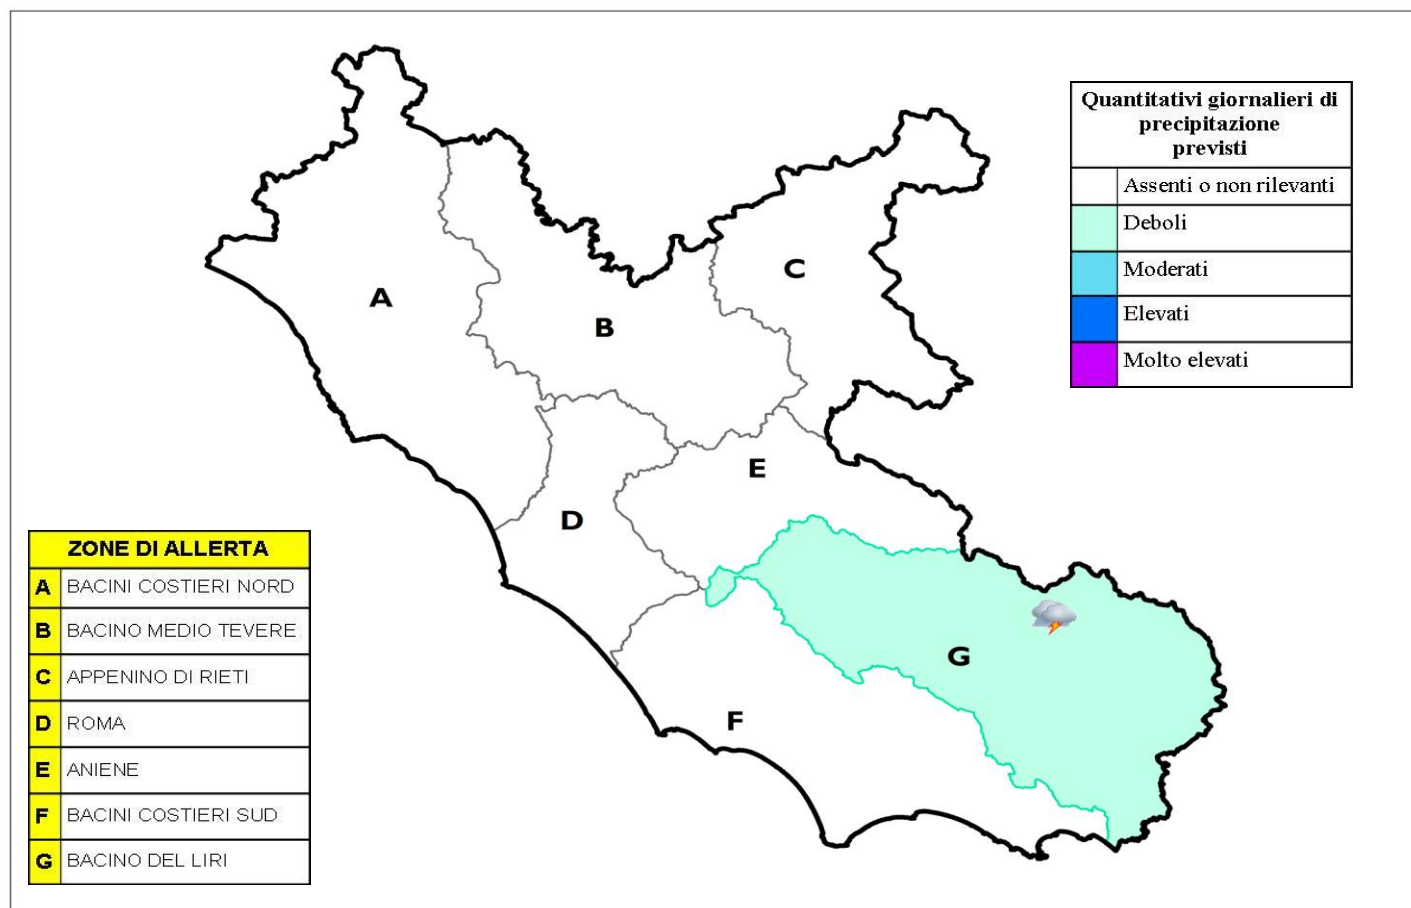 Quantitativi giornalieri di
precipitazione
previsti
Assenti o non rilevanti
Deboli
Moderati
Elevati
Molto elevati
A
B
C
D
E
F
G
ZONE DI ALLERTA
A BACINI COSTIERI NORD
B BACINO MEDIO TEVERE
C APPENINO DI RIETI
D ROMA
E ANIENE
F BACINI COSTIERI SUD
G BACINO DEL LIRI